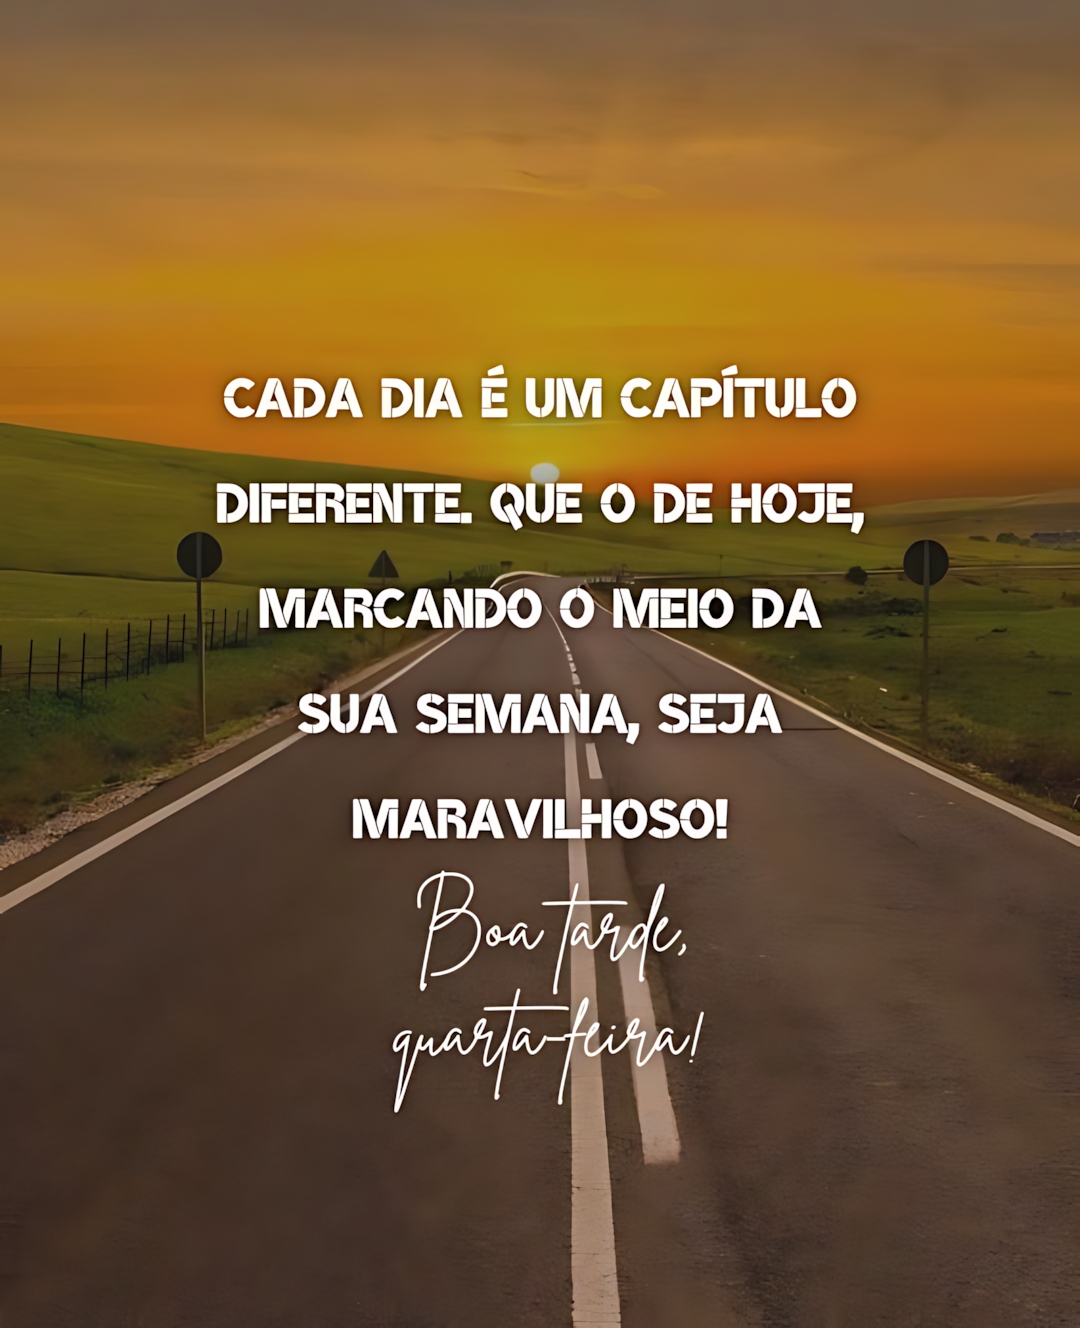 CADA DIA É UM CAPÍTULO
DIFERENTE. QUE O DE HOJE,
MARCANDO O MEIO DA
SUA SEMANA, SEJA
MARAVILHOSO!
Boa tarde,
quarta-feira!